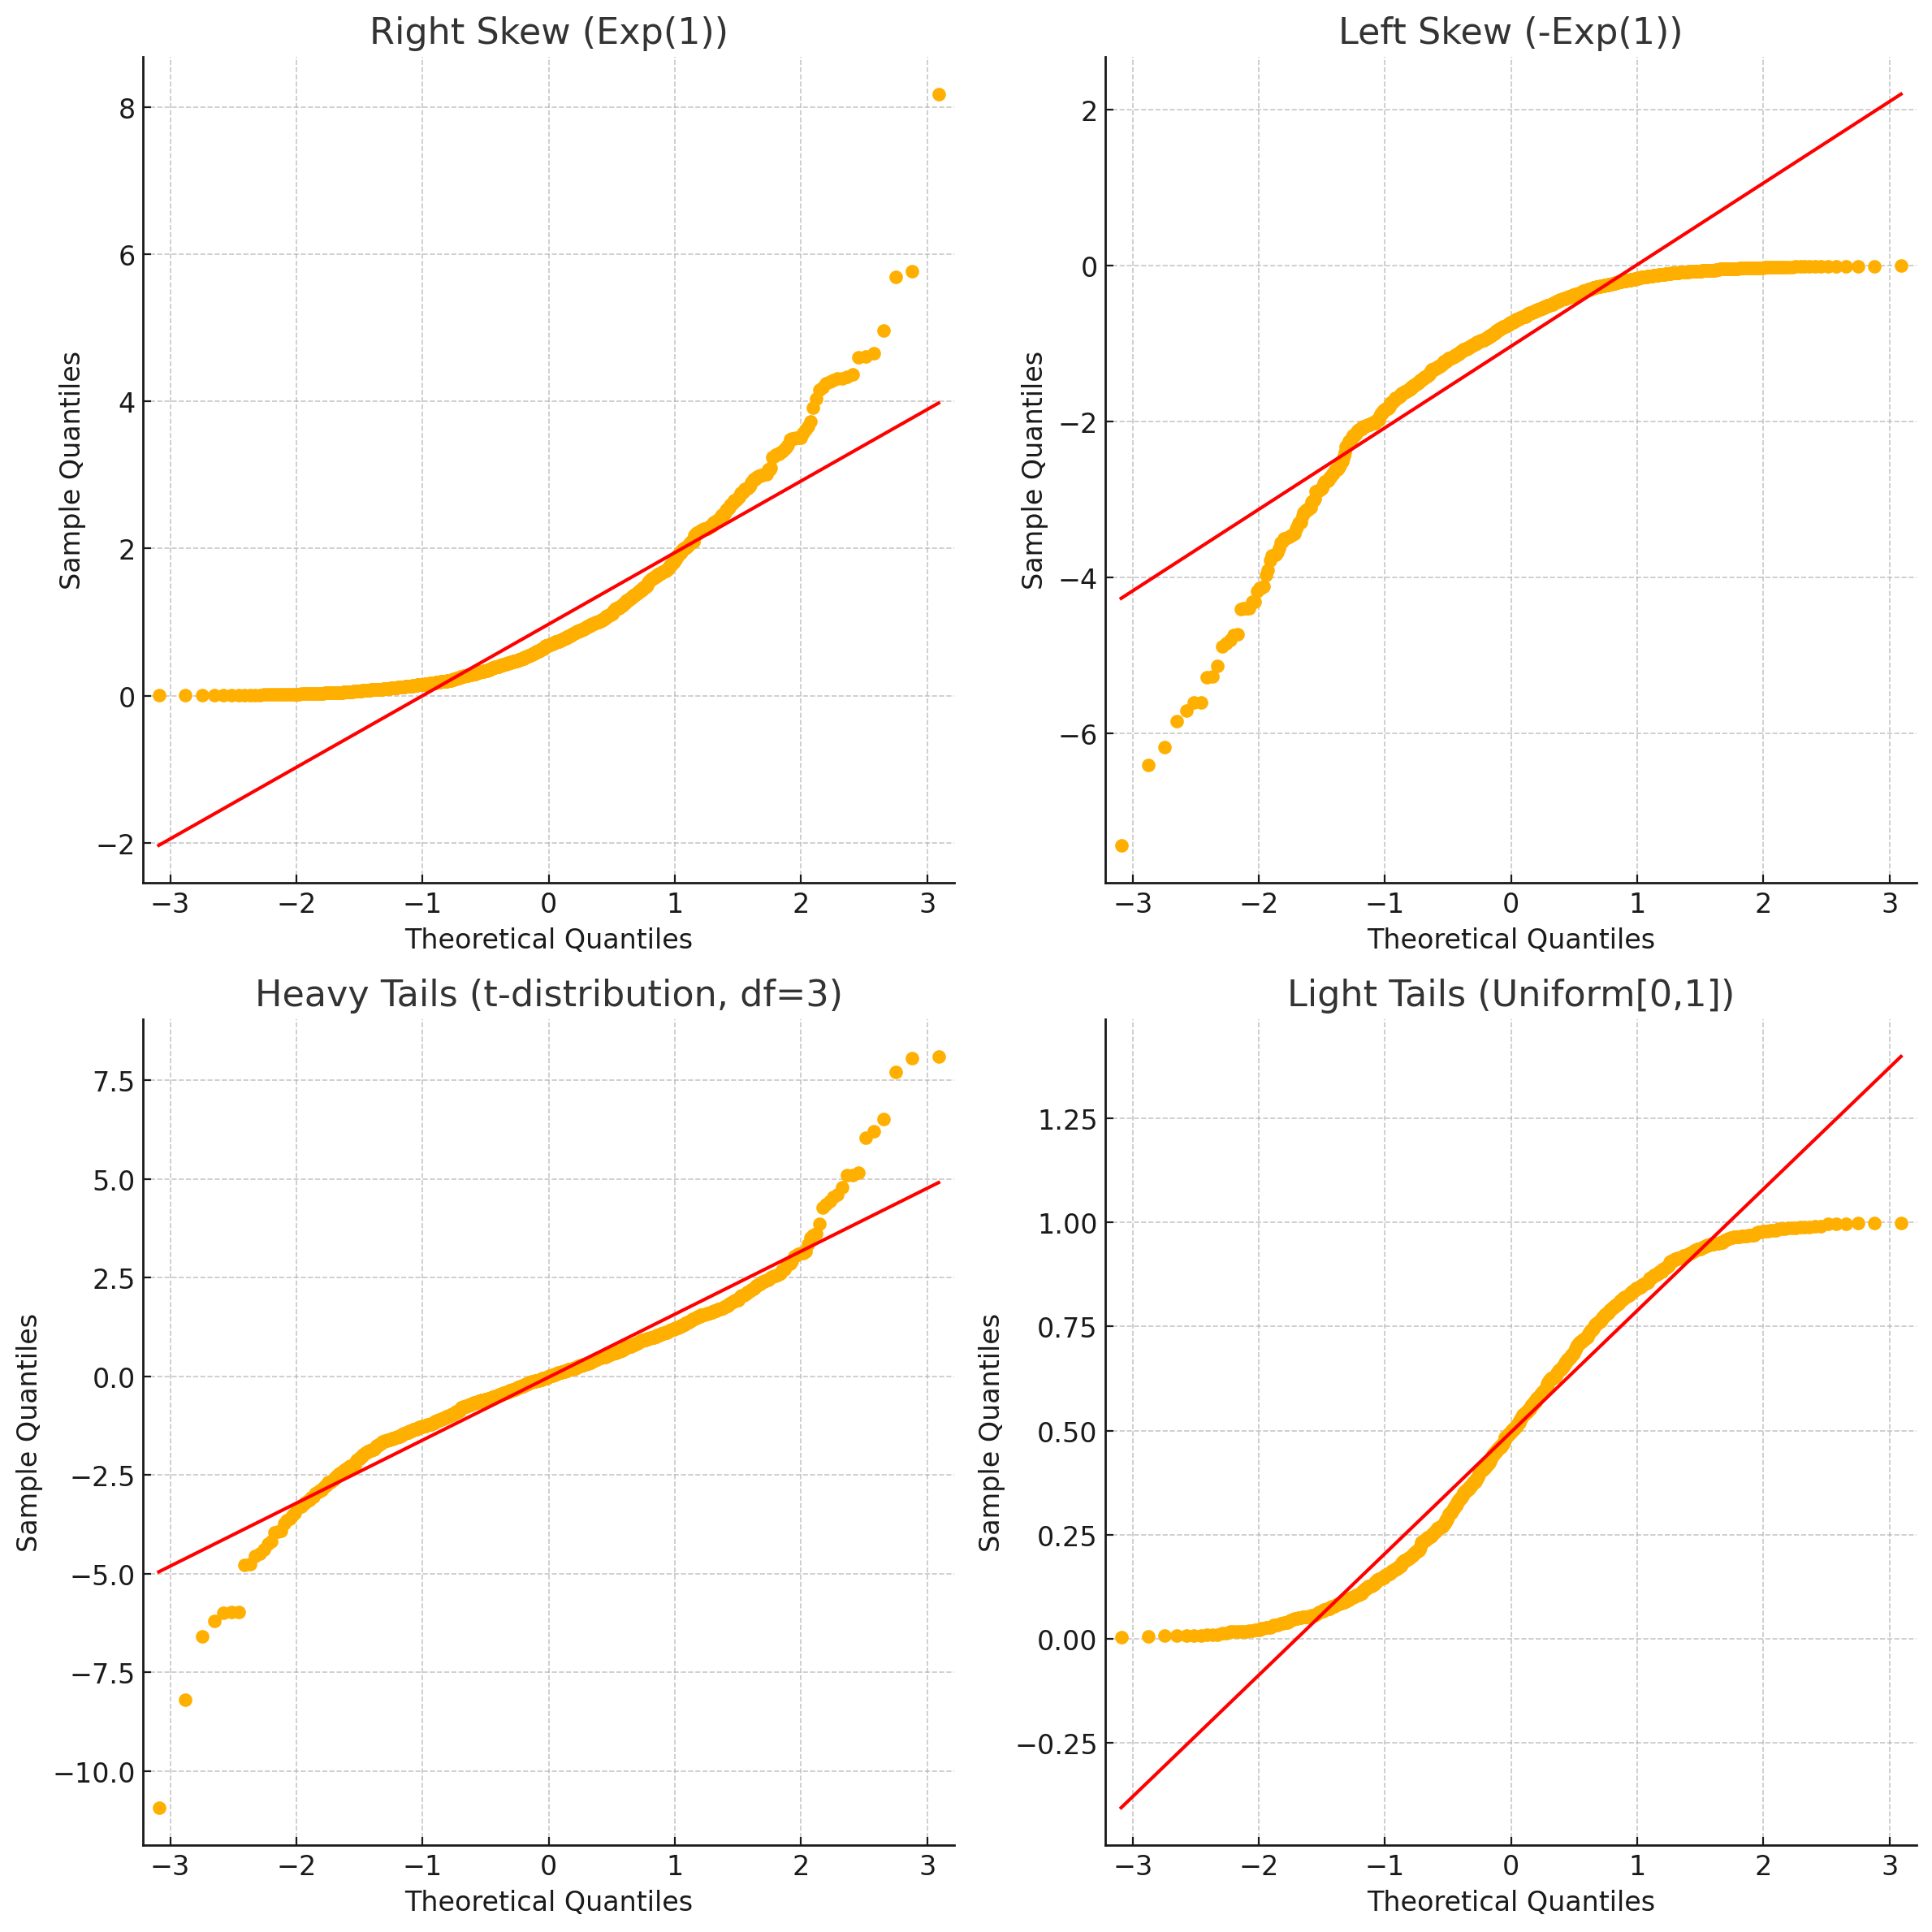 Right Skew (Exp(1))
Sample Quantiles
8
6
4
2
0
−2
−3 −2 −1 0 1 2 3
Theoretical Quantiles
Left Skew (-Exp(1))
Sample Quantiles
2
0
−2
−4
−6
−3 −2 −1 0 1 2 3
Theoretical Quantiles
Heavy Tails (t-distribution, df=3)
Sample Quantiles
7.5
5.0
2.5
0.0
−2.5
−5.0
−7.5
−10.0
−3 −2 −1 0 1 2 3
Theoretical Quantiles
Light Tails (Uniform[0,1])
Sample Quantiles
1.25
1.00
0.75
0.50
0.25
0.00
−0.25
−3 −2 −1 0 1 2 3
Theoretical Quantiles